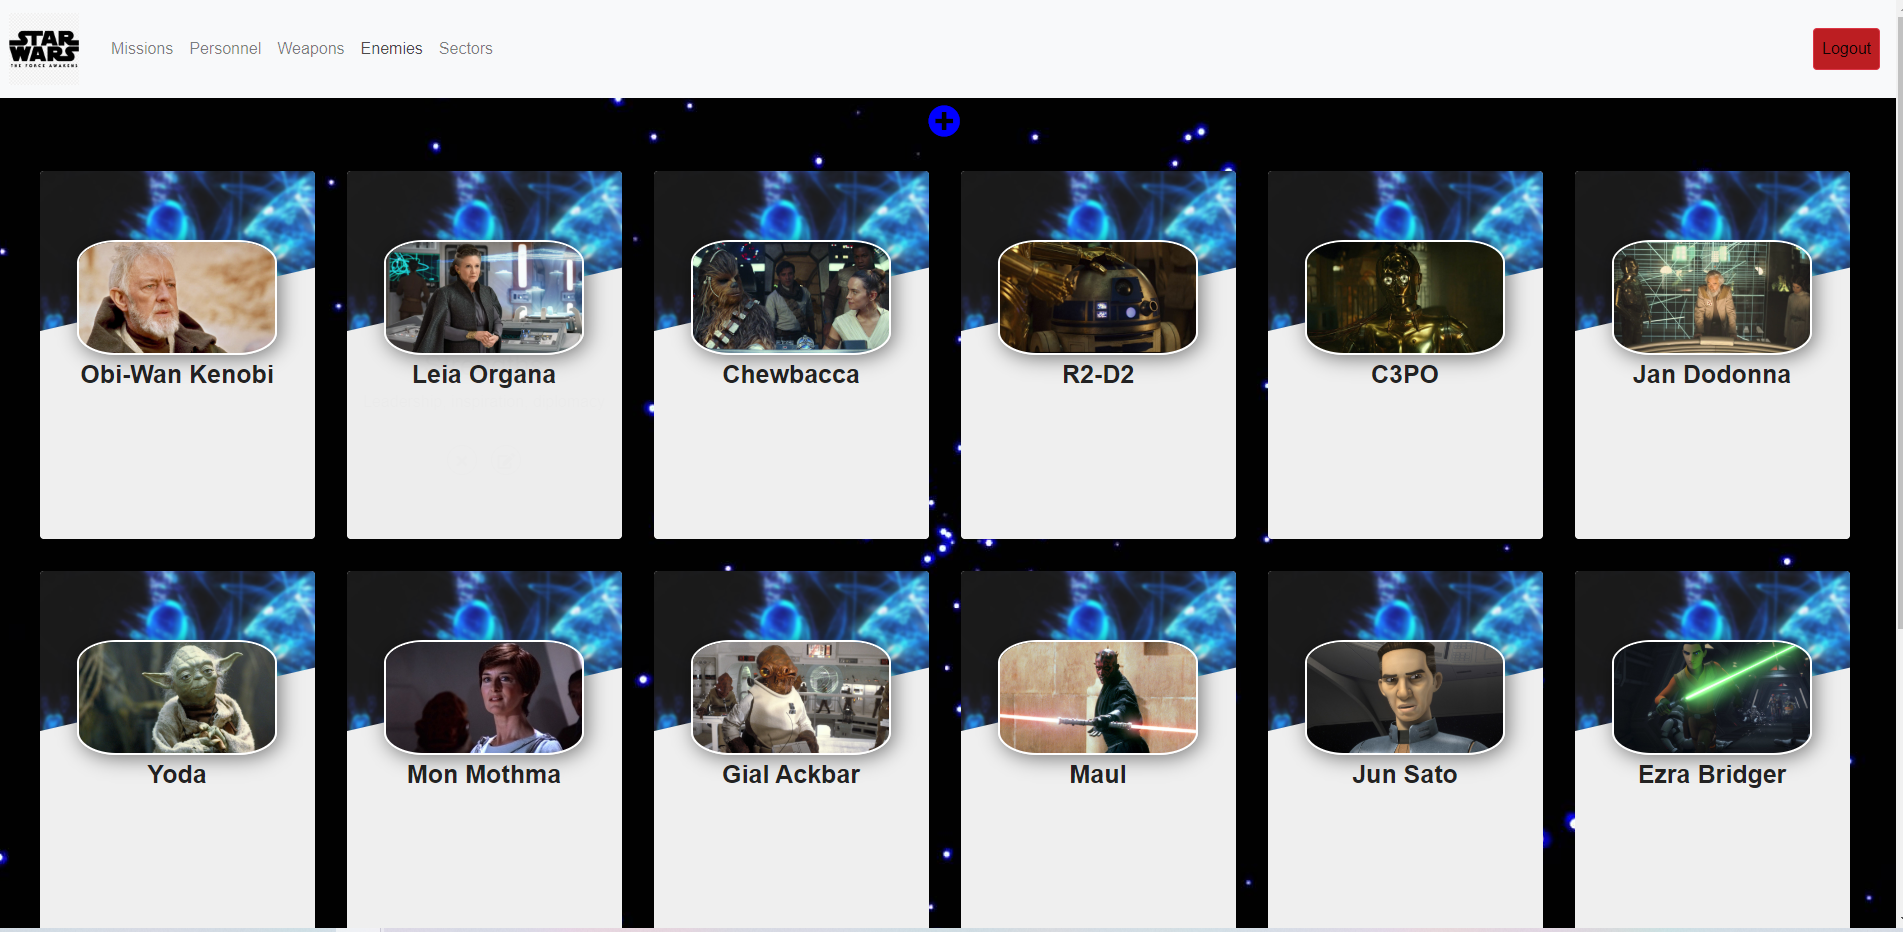 STAR
WARS
THE FORCE AWAKENS
Missions Personnel Weapons Enemies Sectors
Logout
Obi-Wan Kenobi
Leia Organa
Chewbacca
R2-D2
C3PO
Jan Dodonna
Yoda
Mon Mothma
Gial Ackbar
Maul
Jun Sato
Ezra Bridger